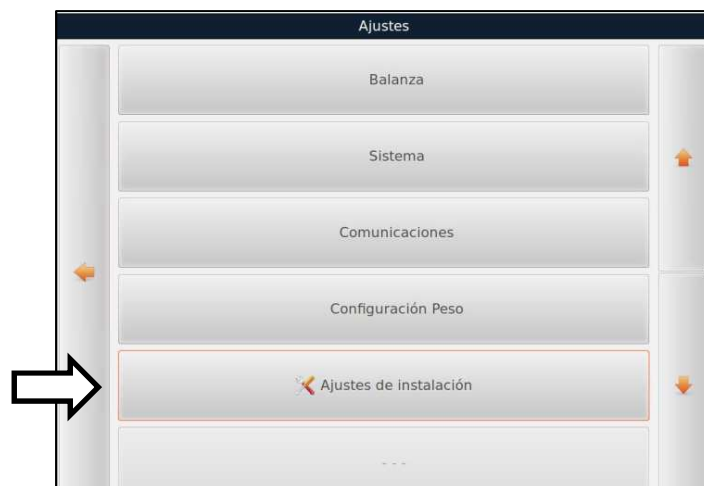 Ajustes
Balanza
Sistema
Comunicaciones
Configuración Peso
Ajustes de instalación
- - -